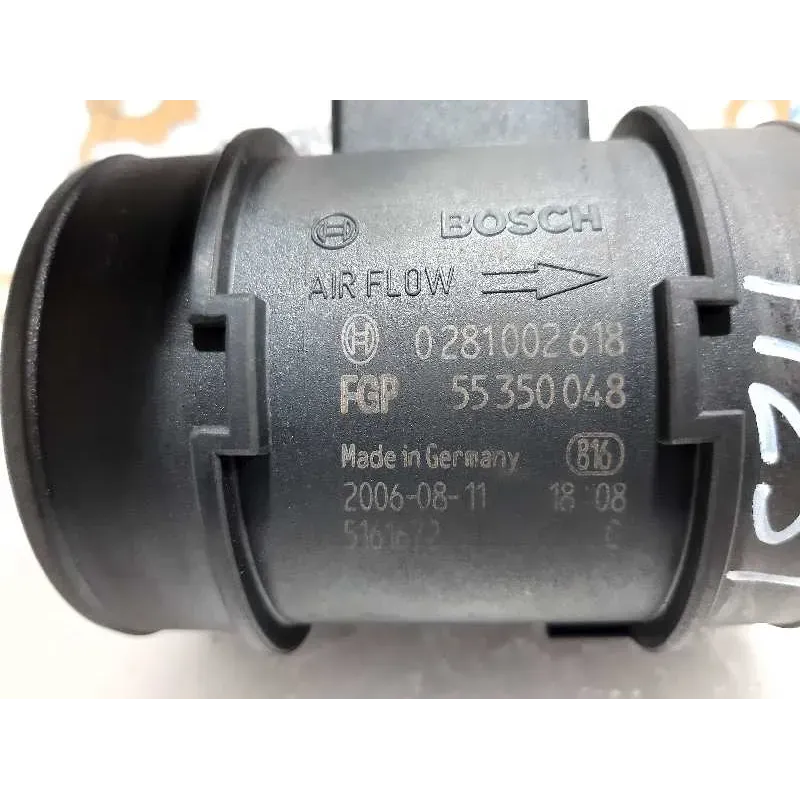 BOSCH
AIR FLOW
0 281 002 618
FGP 55 350 048
Made in Germany 816
2006-08-11 18:08
C